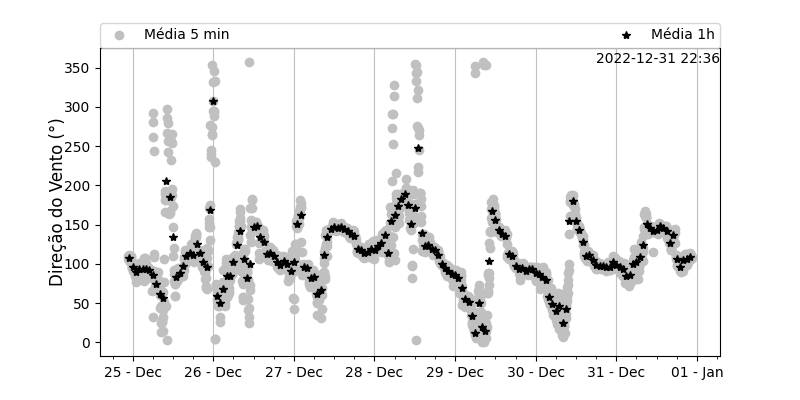 Média 5 min
Média 1h
2022-12-31 22:36
Direção do Vento (°)
350
300
250
200
150
100
50
0
25 - Dec
26 - Dec
27 - Dec
28 - Dec
29 - Dec
30 - Dec
31 - Dec
01 - Jan